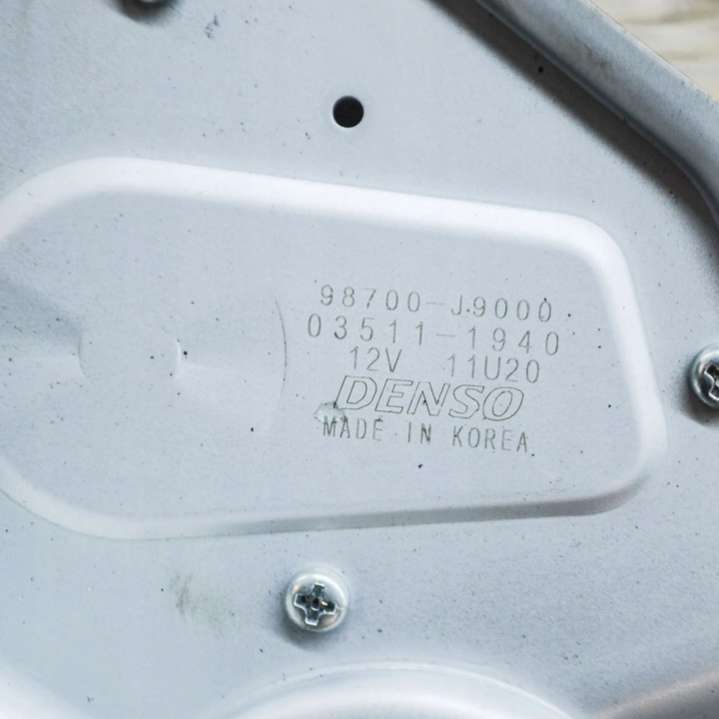 98700-J9000
03511-1940
12V 11U20
DENSO
MADE IN KOREA